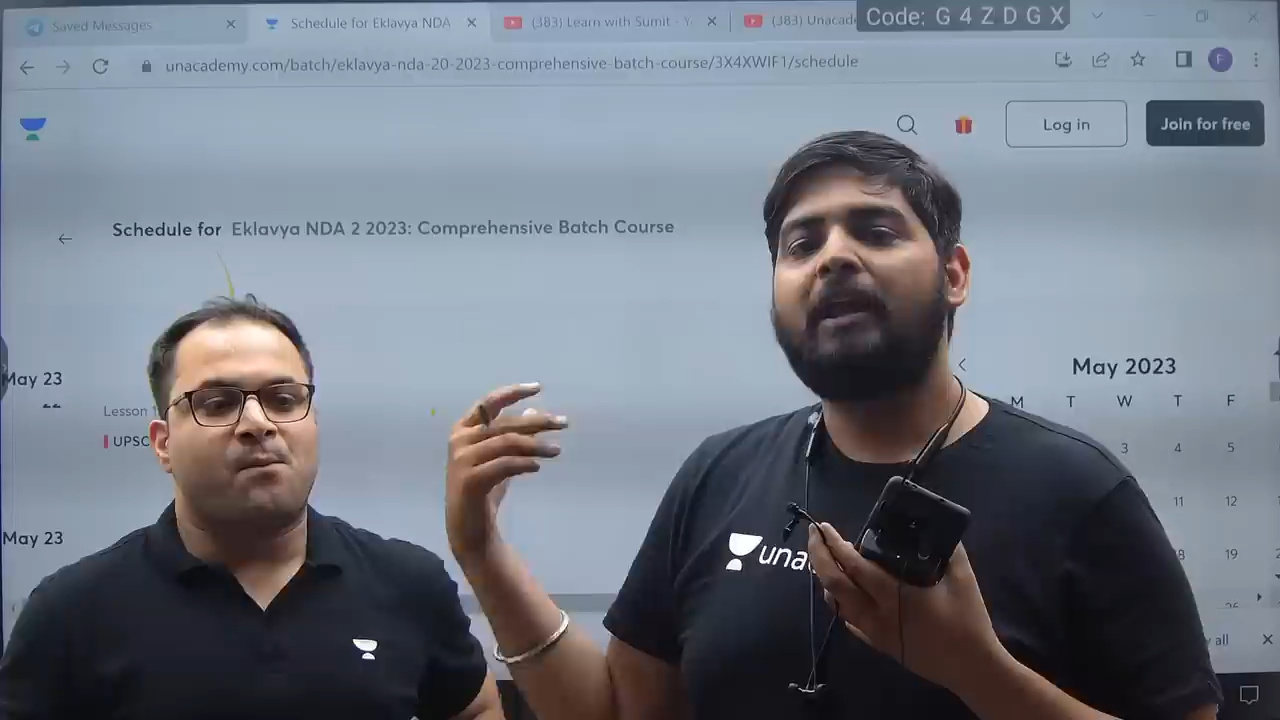 Saved Messages
Schedule for Eklavya NDA
(383) Learn with Sumit - Y
(383) Unacade
Code: G 4 Z D G X
unacademy.com/batch/eklavya-nda-20-2023-comprehensive-batch-course/3X4XWIF1/schedule
F
Log in
Join for free
Schedule for Eklavya NDA 2 2023: Comprehensive Batch Course
May 23
May 2023
M T W T F
Lesson
UPSC
3 4 5
11 12
May 23
19
una
all